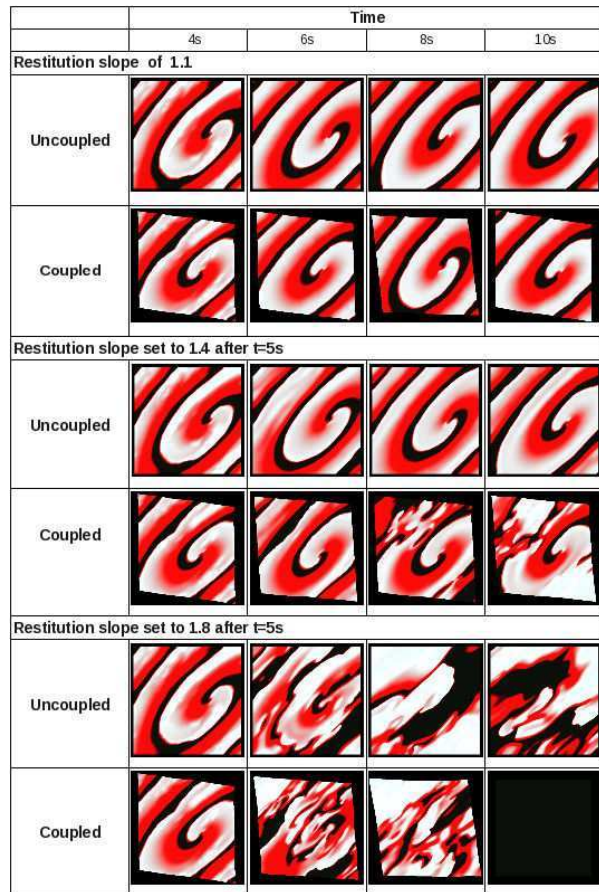 Time
4s 6s 8s 10s
Restitution slope of 1.1
Uncoupled
Coupled
Restitution slope set to 1.4 after t=5s
Uncoupled
Coupled
Restitution slope set to 1.8 after t=5s
Uncoupled
Coupled